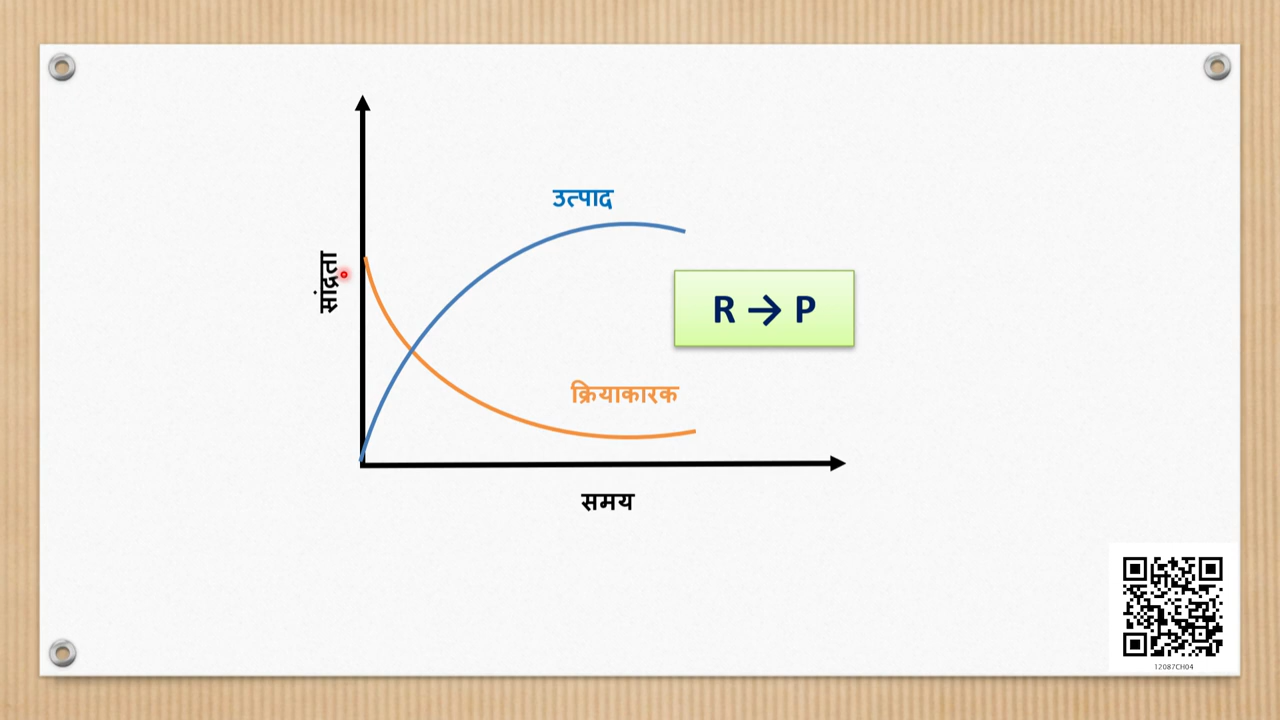 उत्पाद
सांद्रता
R → P
क्रियाकारक
समय
12087CH04